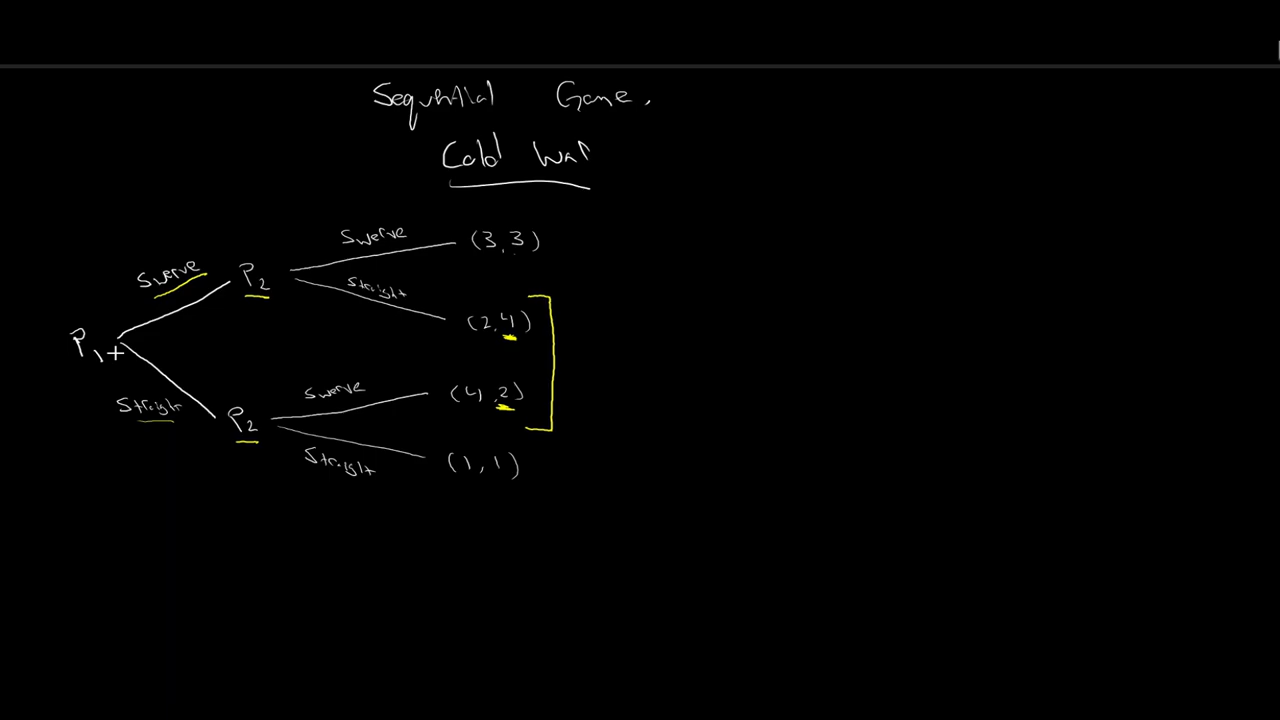 Sequential Game.
Cold War
Swerve (3,3)
Swerve P2
Straight
(2,4)
P1
Swerve (4,2)
Straight P2
Straight (1,1)